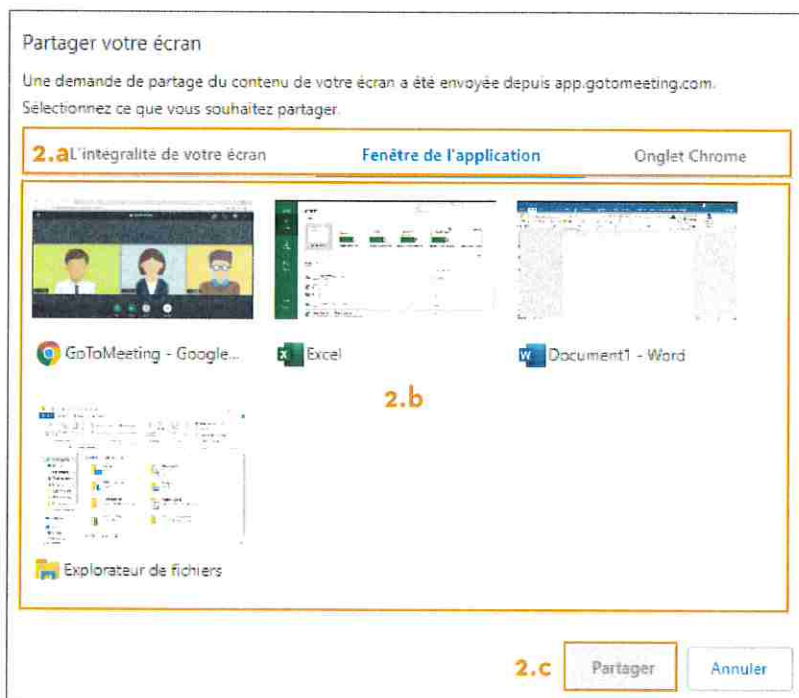 Partager votre écran
Une demande de partage du contenu de votre écran a été envoyée depuis app.gotomeeting.com.
Sélectionnez ce que vous souhaitez partager.
2.a L'intégralité de votre écran Fenêtre de l'application Onglet Chrome
GoToMeeting - Google... Excel Document1 - Word
2.b
Explorateur de fichiers
2.c Partager Annuler